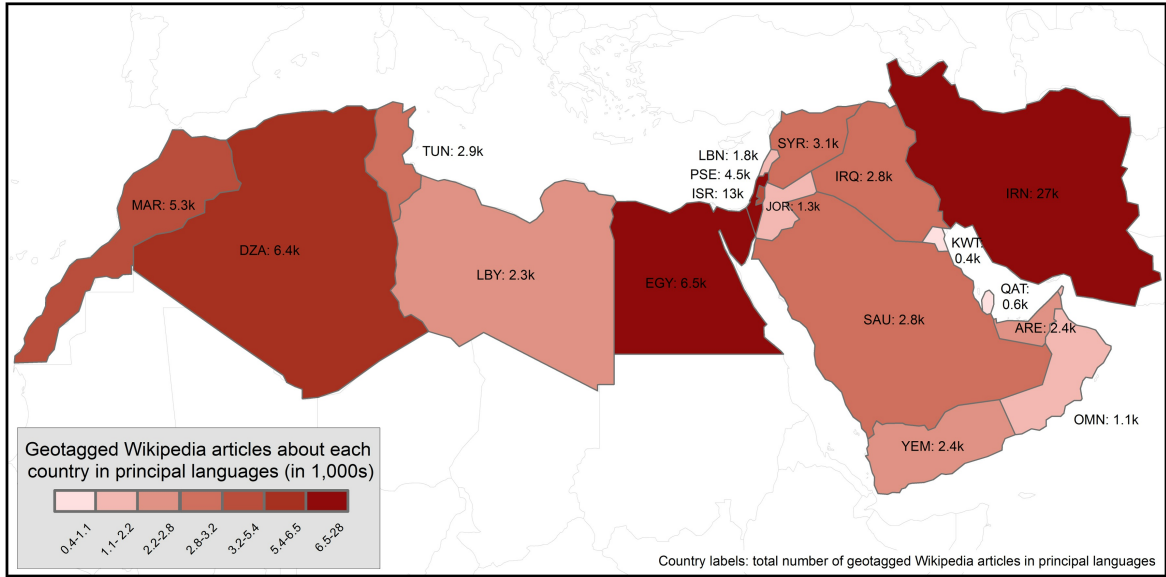 TUN: 2.9k
MAR: 5.3k
DZA: 6.4k
LBY: 2.3k
EGY: 6.5k
LBN: 1.8k
PSE: 4.5k
ISR: 13k
SYR: 3.1k
IRQ: 2.8k
JOR: 1.3k
IRN: 27k
KWT:
0.4k
QAT:
0.6k
SAU: 2.8k
ARE: 2.4k
OMN: 1.1k
YEM: 2.4k
Geotagged Wikipedia articles about each
country in principal languages (in 1,000s)
0.4-1.1
1.1- 2.2
2.2-2.8
2.8-3.2
3.2-5.4
5.4-6.5
6.5-28
Country labels: total number of geotagged Wikipedia articles in principal languages